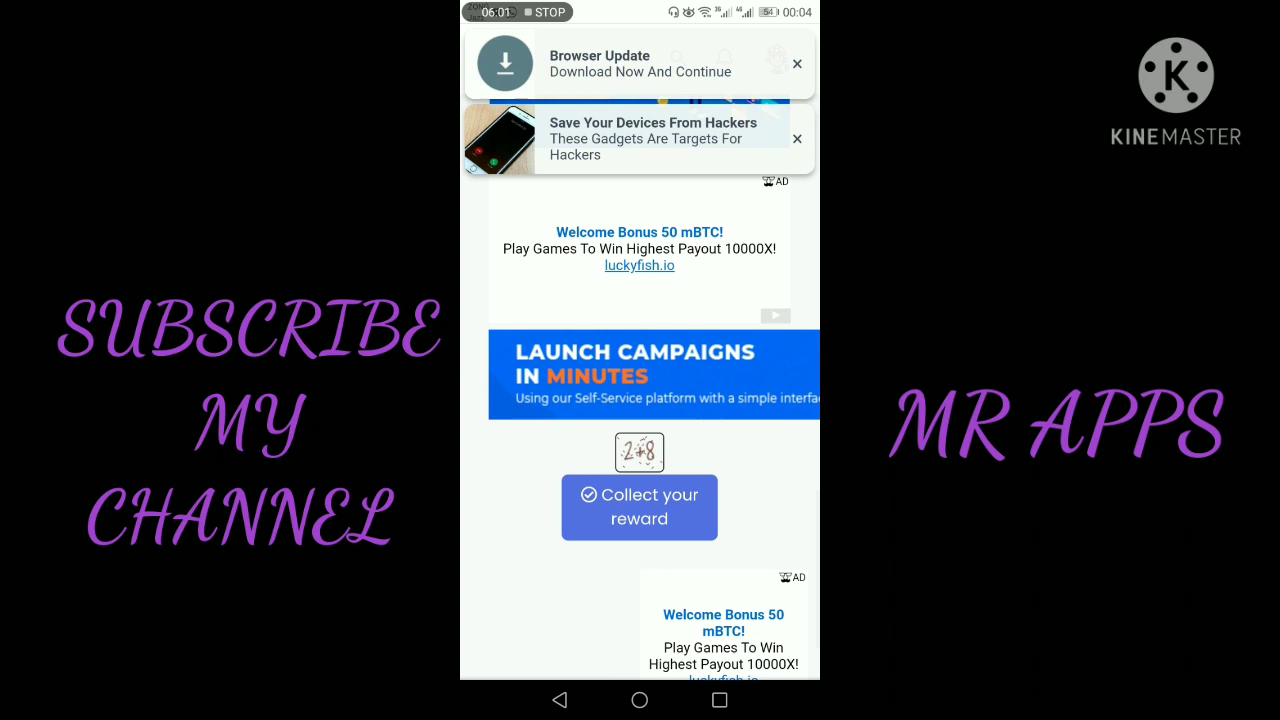 06:01 STOP
54 00:04
Browser Update
Download Now And Continue
Save Your Devices From Hackers
These Gadgets Are Targets For
Hackers
AD
Welcome Bonus 50 mBTC!
Play Games To Win Highest Payout 10000X!
luckyfish.io
LAUNCH CAMPAIGNS
IN MINUTES
Using our Self-Service platform with a simple interfa
2+8
Collect your
reward
AD
Welcome Bonus 50
mBTC!
Play Games To Win
Highest Payout 10000X!
luckyfish.io
SUBSCRIBE
MY
CHANNEL
K
KINEMASTER
MR APPS